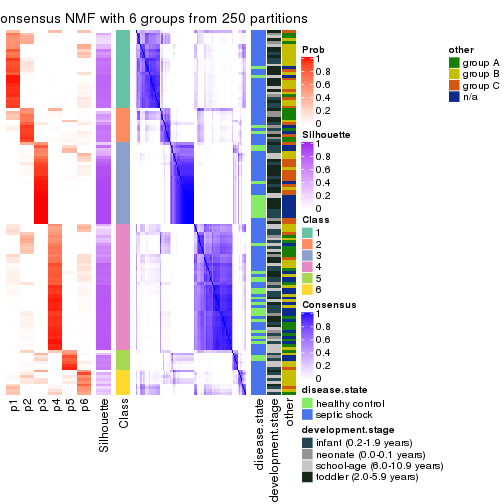 onsensus NMF with 6 groups from 250 partitions
Prob
1
0.8
0.6
0.4
0.2
0
Silhouette
1
0.8
0.6
0.4
0.2
0
Class
1
2
3
4
5
6
Consensus
1
0.8
0.6
0.4
0.2
0
disease.state
healthy control
septic shock
development.stage
infant (0.2-1.9 years)
neonate (0.0-0.1 years)
school-age (6.0-10.9 years)
toddler (2.0-5.9 years)
other
group A
group B
group C
n/a
p1
p2
p3
p4
p5
p6
Silhouette
Class
disease.state
development.stage
other